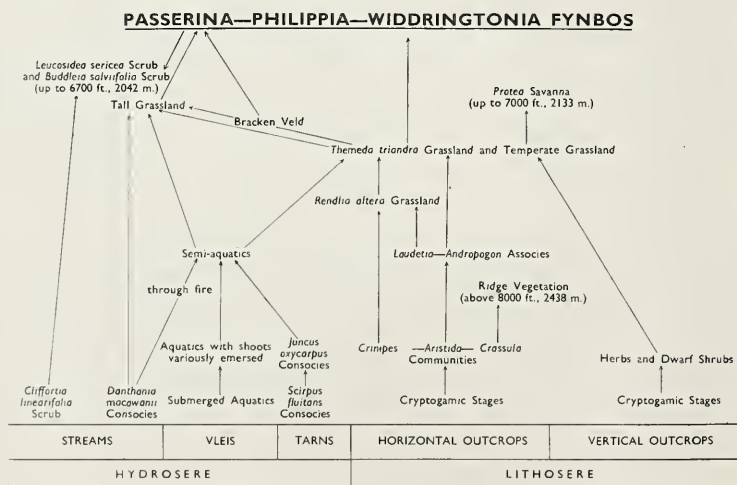 PASSERINA—PHILIPPIA—WIDDRINGTONIA FYNBOS
Leucosidea sericea Scrub
and Buddleia salviifolia Scrub
(up to 6700 ft., 2042 m.)
Tall Grassland
Bracken Veld
Protea Savanna
(up to 7000 ft., 2133 m.)
Themeda triandra Grassland and Temperate Grassland
Rendlia altera Grassland
Semi-aquatics
Loudetia—Andropogon Associes
through fire
Ridge Vegetation
(above 8000 ft., 2438 m.)
Aquatics with shoots
variously emersed
Juncus
oxycarpus
Consocies
Crinipes —Aristida— Crassula
Communities
Herbs and Dwarf Shrubs
Cliffortia
linearifolia
Scrub
Danthonia
macowanii
Consocies
Submerged Aquatics
Scirpus
fluitans
Consocies
Cryptogamic Stages
Cryptogamic Stages
STREAMS
VLEIS
TARNS
HORIZONTAL OUTCROPS
VERTICAL OUTCROPS
HYDROSERE
LITHOSERE